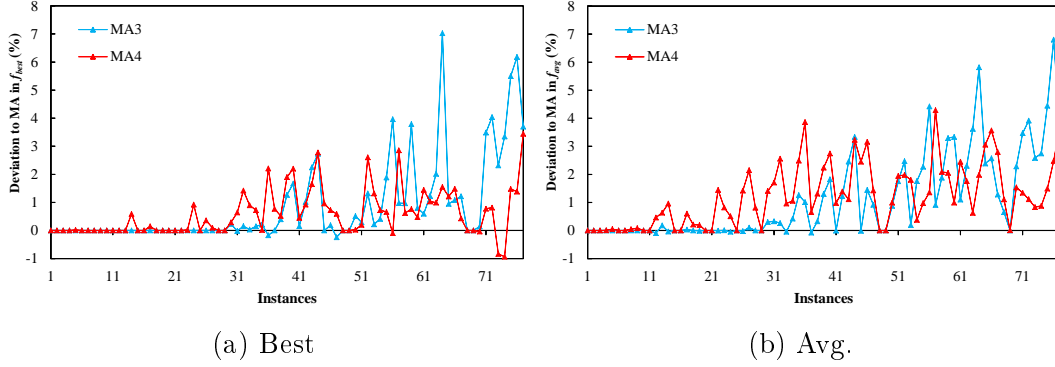 8
7
6
5
4
3
2
1
0
-1
Deviation to MA in f_best (%)
MA3
MA4
1 11 21 31 41 51 61 71
Instances
(a) Best
8
7
6
5
4
3
2
1
0
-1
Deviation to MA in f_avg (%)
MA3
MA4
1 11 21 31 41 51 61 71
Instances
(b) Avg.